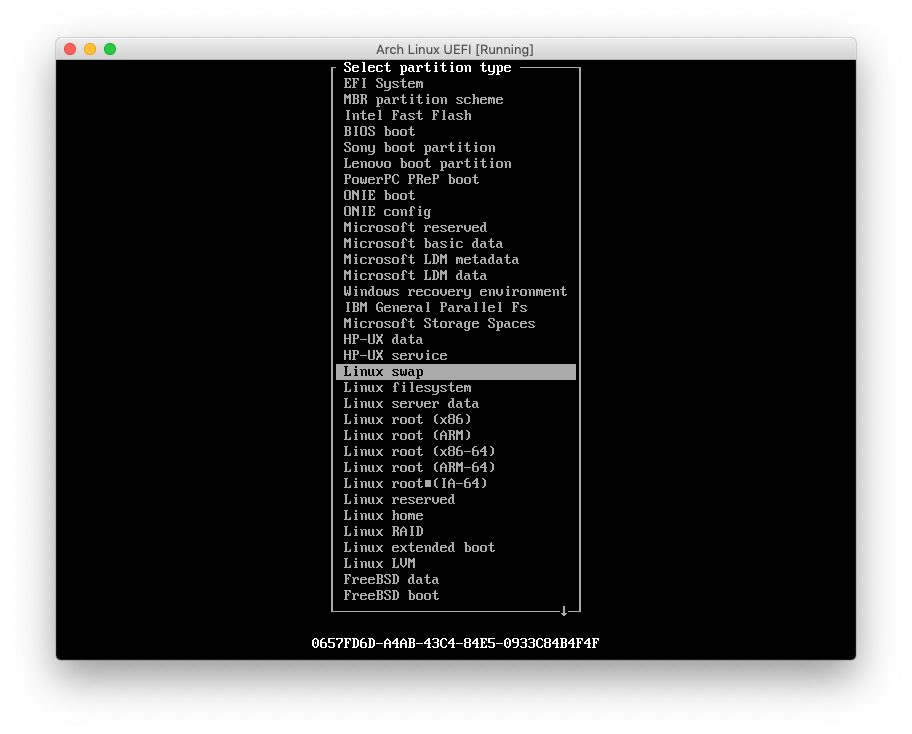 Arch Linux UEFI [Running]
Select partition type
EFI System
MBR partition scheme
Intel Fast Flash
BIOS boot
Sony boot partition
Lenovo boot partition
PowerPC PReP boot
ONIE boot
ONIE config
Microsoft reserved
Microsoft basic data
Microsoft LDM metadata
Microsoft LDM data
Windows recovery environment
IBM General Parallel Fs
Microsoft Storage Spaces
HP-UX data
HP-UX service
Linux swap
Linux filesystem
Linux server data
Linux root (x86)
Linux root (ARM)
Linux root (x86-64)
Linux root (ARM-64)
Linux root■(IA-64)
Linux reserved
Linux home
Linux RAID
Linux extended boot
Linux LVM
FreeBSD data
FreeBSD boot
↓
0657FD6D-A4AB-43C4-84E5-0933C84B4F4F